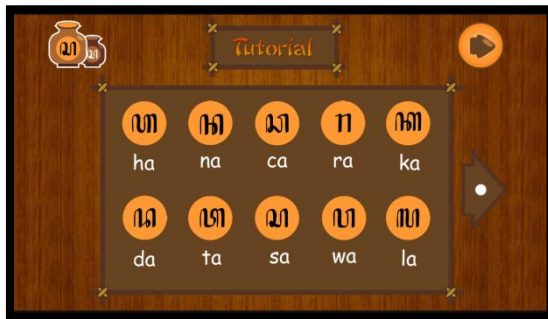 Tutorial
ꦲ ꦤ ꦕ ꦫ ꦏ
ha na ca ra ka
ꦢ ꦠ ꦱ ꦮ ꦭ
da ta sa wa la